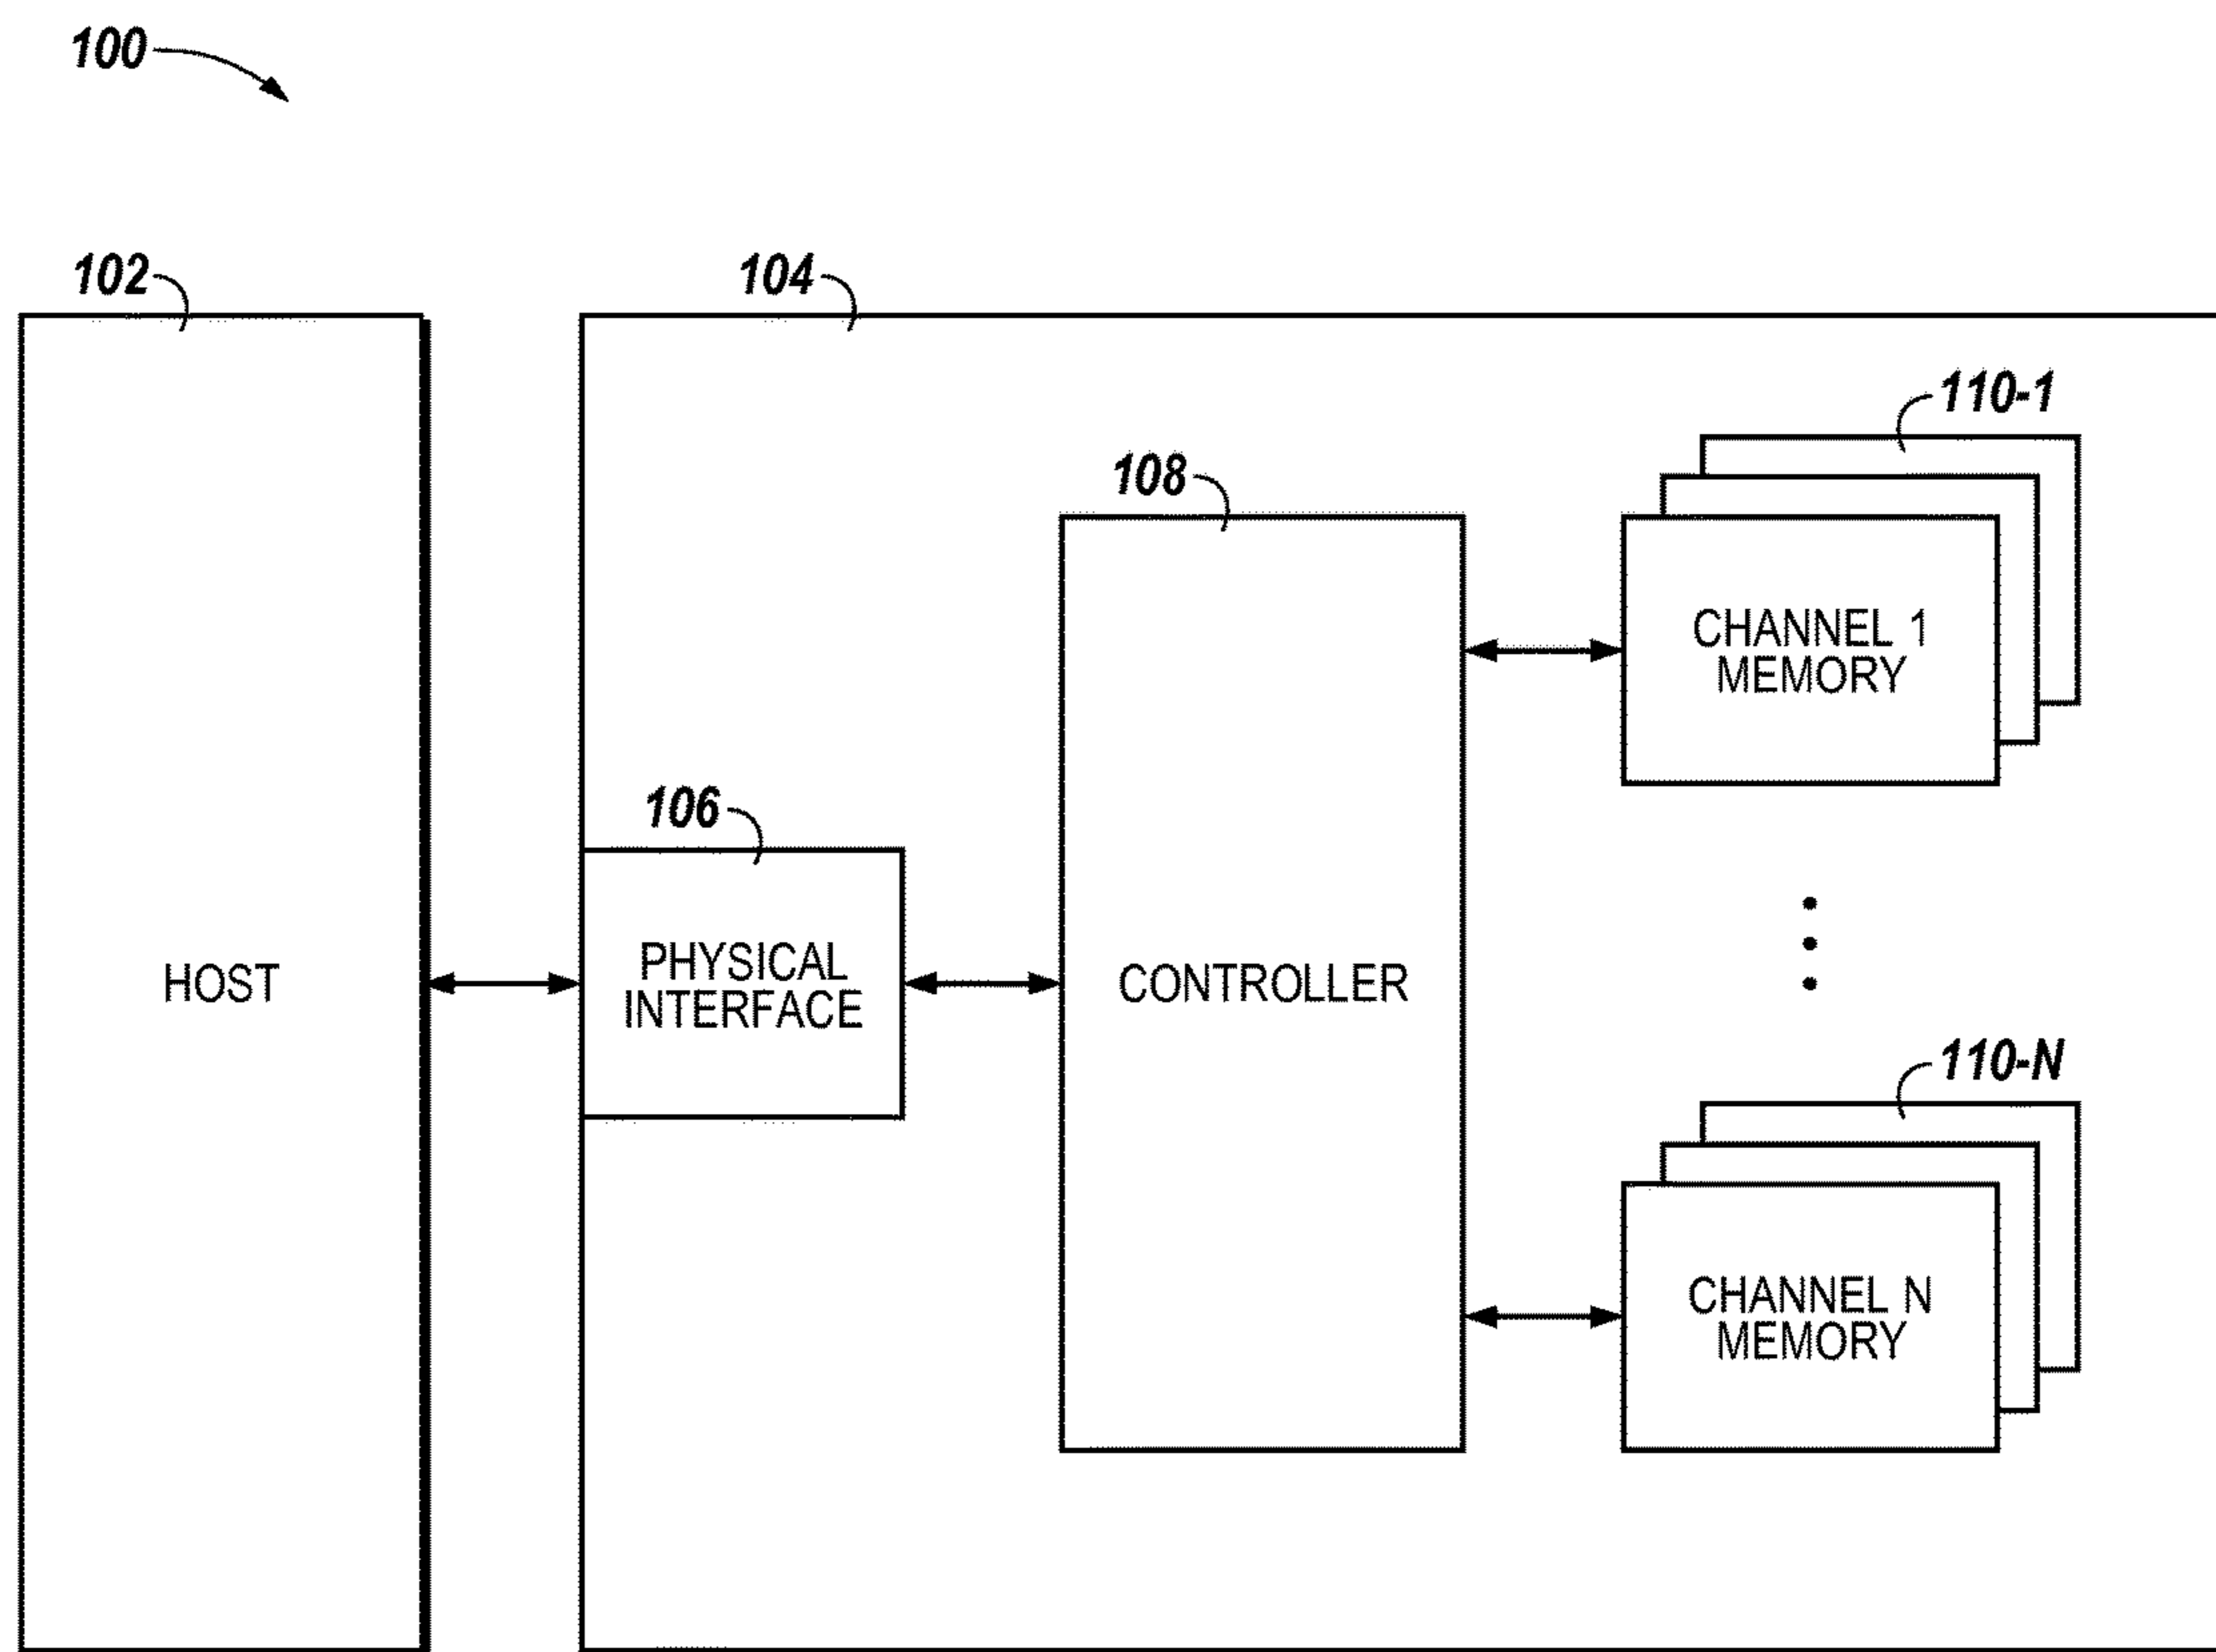 100
102
104
110-1
108
CHANNEL 1
MEMORY
106
PHYSICAL
INTERFACE
HOST
CONTROLLER
110-N
CHANNEL N
MEMORY